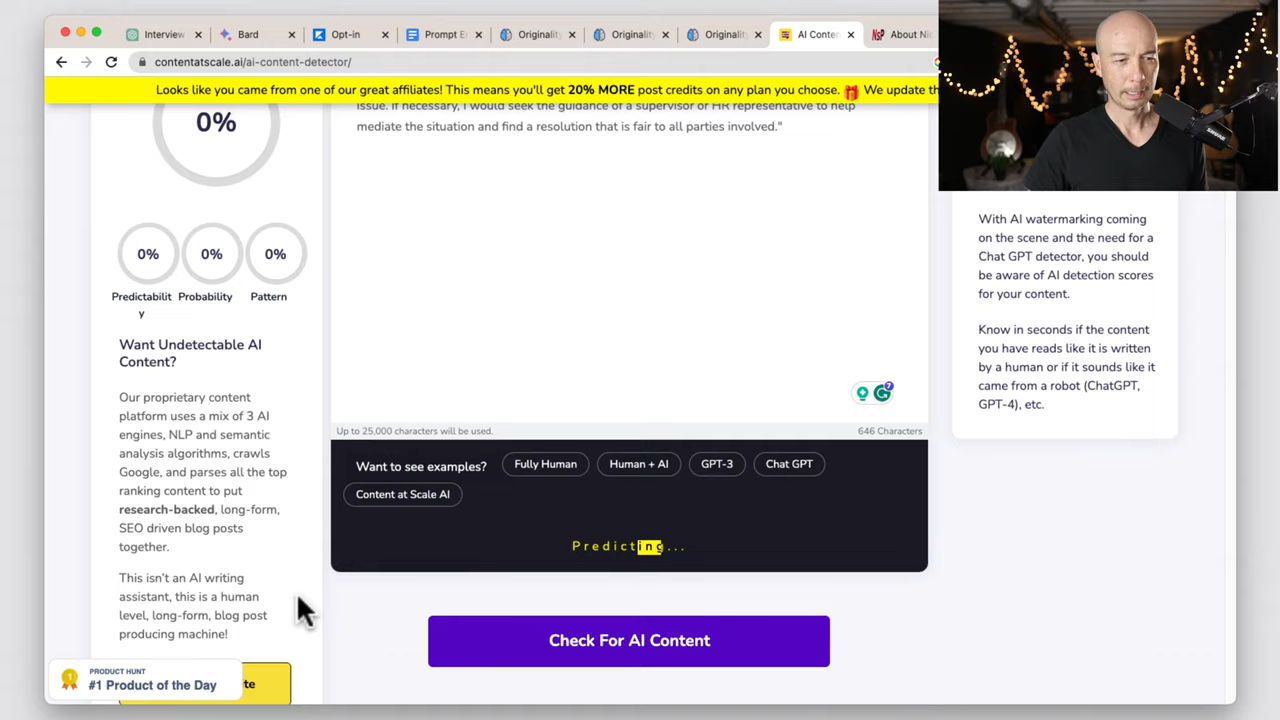 Interview
Bard
Opt-in
Prompt E
Originality
Originality
Originality
AI Conten
About Nic
contentatscale.ai/ai-content-detector/
Looks like you came from one of our great affiliates! This means you'll get 20% MORE post credits on any plan you choose. 🎁 We update th
0%
0%
0%
0%
Predictabilit
y
Probability
Pattern
Want Undetectable AI
Content?
Our proprietary content
platform uses a mix of 3 AI
engines, NLP and semantic
analysis algorithms, crawls
Google, and parses all the top
ranking content to put
research-backed, long-form,
SEO driven blog posts
together.
This isn't an AI writing
assistant, this is a human
level, long-form, blog post
producing machine!
te
PRODUCT HUNT
#1 Product of the Day
1
issue. If necessary, I would seek the guidance of a supervisor or HR representative to help
mediate the situation and find a resolution that is fair to all parties involved."
7
Up to 25,000 characters will be used.
646 Characters
Want to see examples?
Fully Human
Human + AI
GPT-3
Chat GPT
Content at Scale AI
Predicting...
Check For AI Content
With AI watermarking coming
on the scene and the need for a
Chat GPT detector, you should
be aware of AI detection scores
for your content.
Know in seconds if the content
you have reads like it is written
by a human or if it sounds like it
came from a robot (ChatGPT,
GPT-4), etc.
SHURE